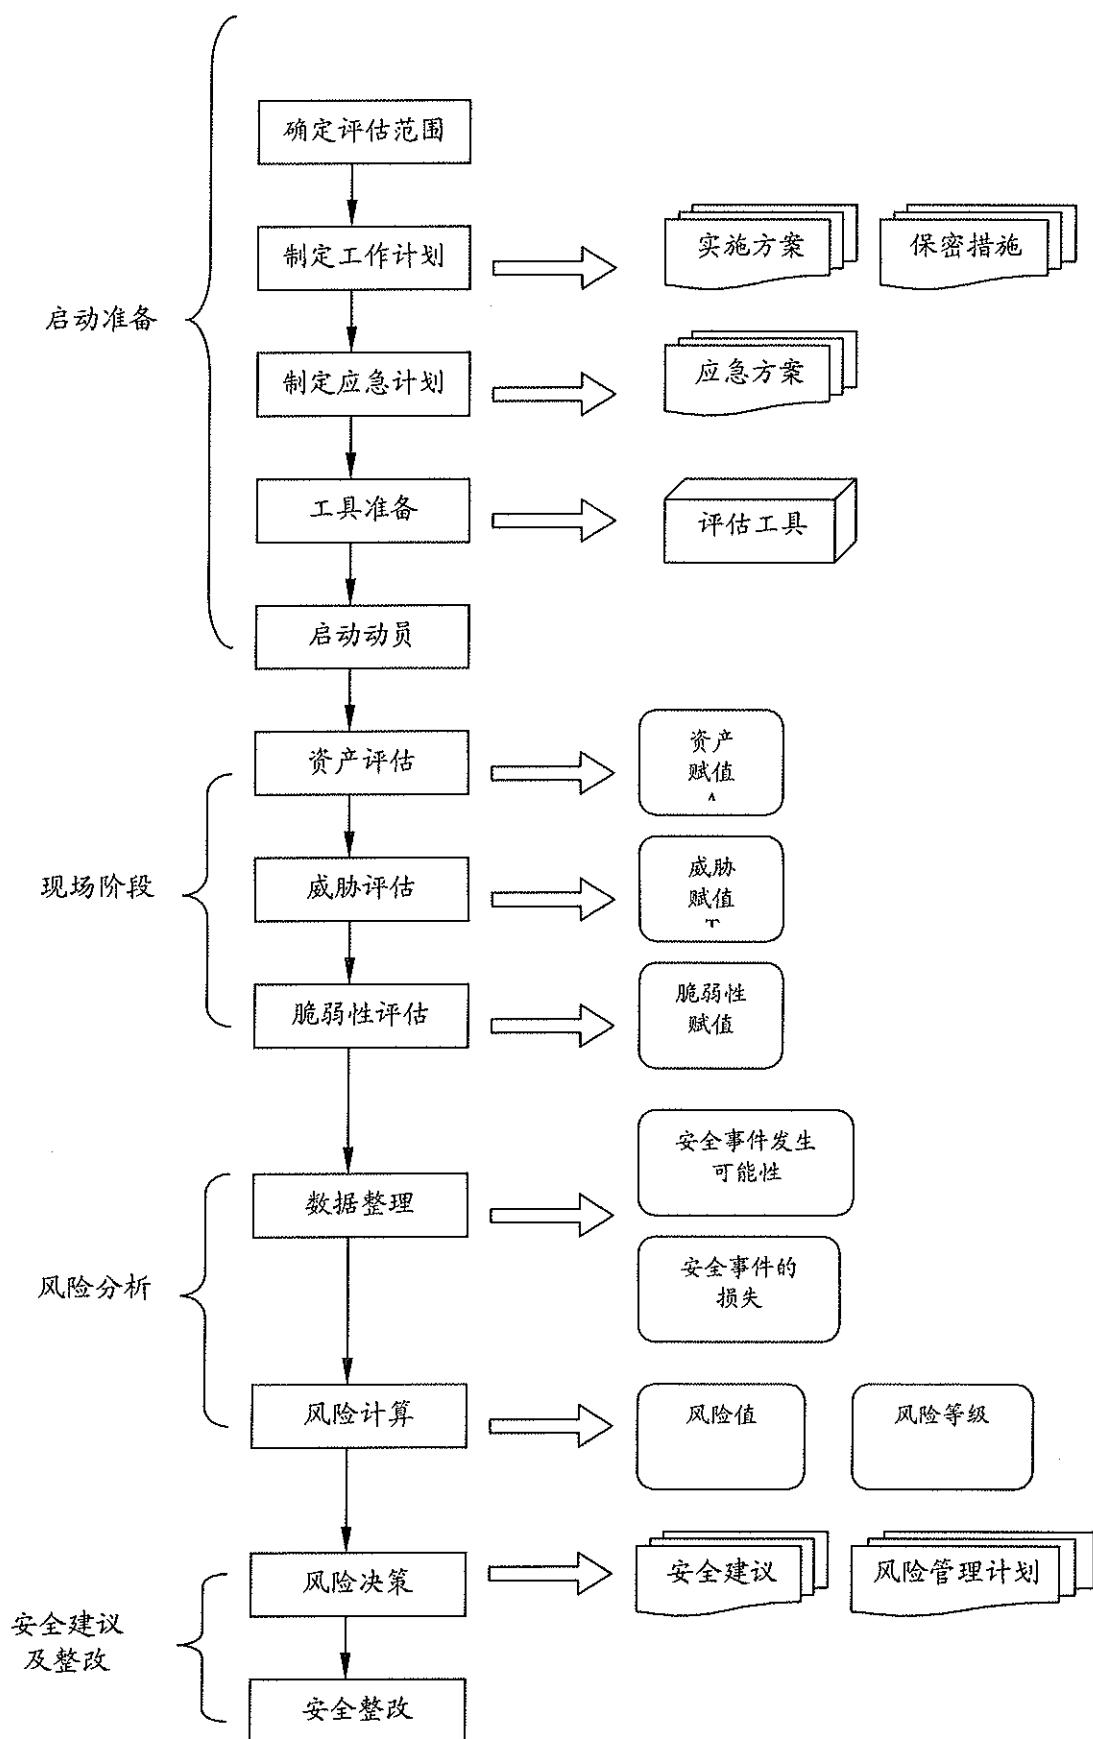 确定评估范围
制定工作计划
实施方案
保密措施
启动准备
制定应急计划
应急方案
工具准备
评估工具
启动动员
资产评估
资产
赋值
A
现场阶段
威胁评估
威胁
赋值
T
脆弱性评估
脆弱性
赋值
安全事件发生
可能性
数据整理
风险分析
安全事件的
损失
风险计算
风险值
风险等级
风险决策
安全建议
风险管理计划
安全建议
及整改
安全整改